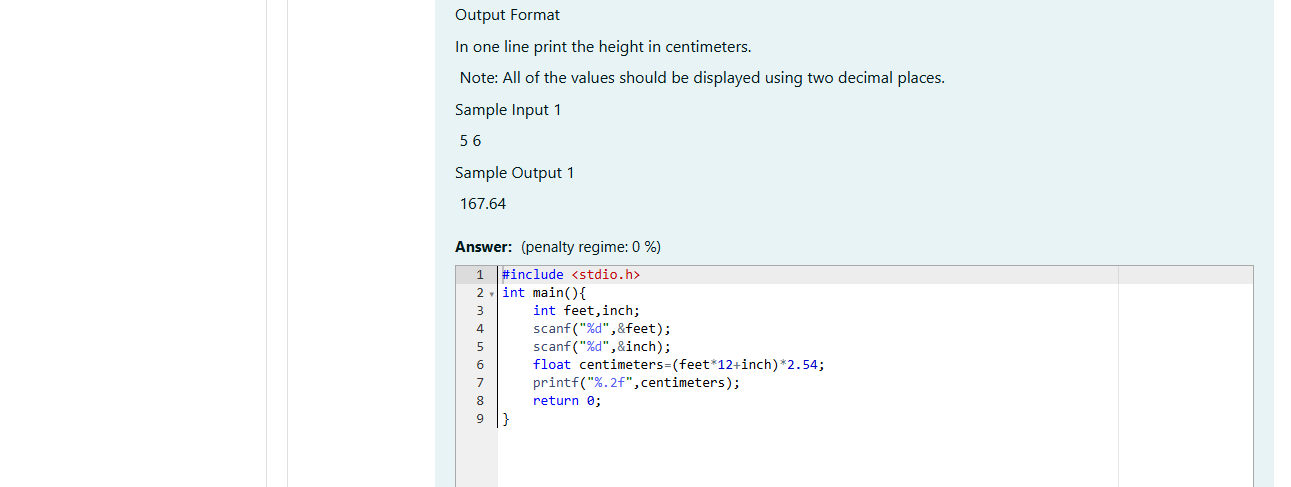 Output Format
In one line print the height in centimeters.
Note: All of the values should be displayed using two decimal places.
Sample Input 1
5 6
Sample Output 1
167.64
Answer: (penalty regime: 0 %)
1 #include <stdio.h>
2 int main(){
3     int feet,inch;
4     scanf("%d",&feet);
5     scanf("%d",&inch);
6     float centimeters=(feet*12+inch)*2.54;
7     printf("%.2f",centimeters);
8     return 0;
9 }